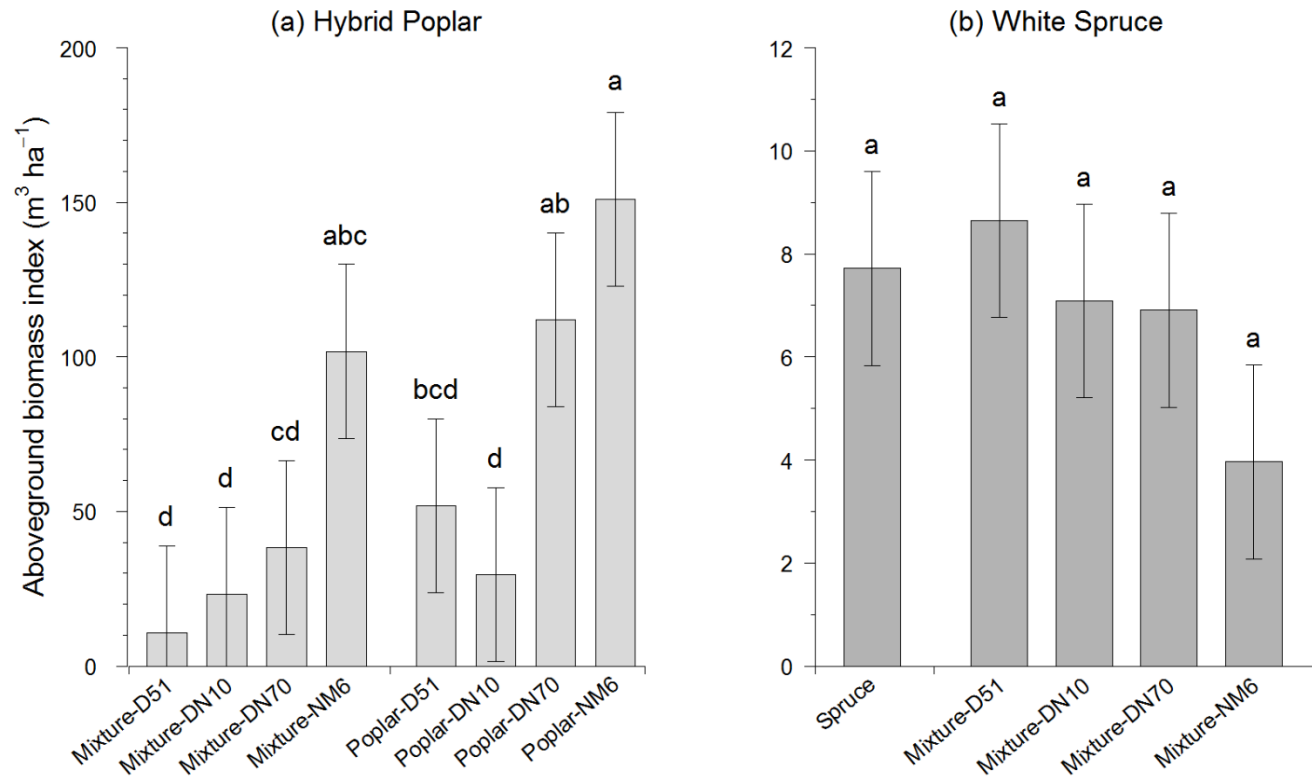 (a) Hybrid Poplar
Aboveground biomass index (m³ ha⁻¹)
200
150
100
50
0
d
d
cd
abc
bcd
d
ab
a
Mixture-D51
Mixture-DN10
Mixture-DN70
Mixture-NM6
Poplar-D51
Poplar-DN10
Poplar-DN70
Poplar-NM6
(b) White Spruce
12
10
8
6
4
2
0
a
a
a
a
a
Spruce
Mixture-D51
Mixture-DN10
Mixture-DN70
Mixture-NM6